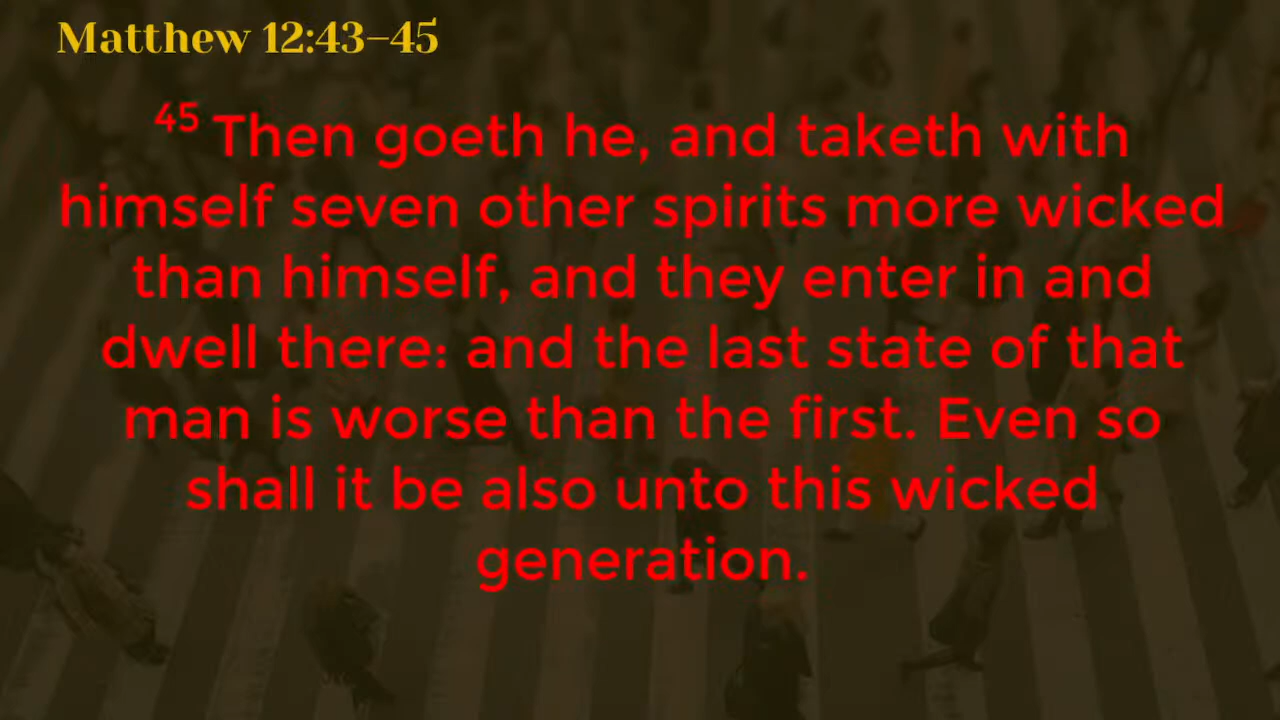 Matthew 12:43–45
45 Then goeth he, and taketh with
himself seven other spirits more wicked
than himself, and they enter in and
dwell there: and the last state of that
man is worse than the first. Even so
shall it be also unto this wicked
generation.